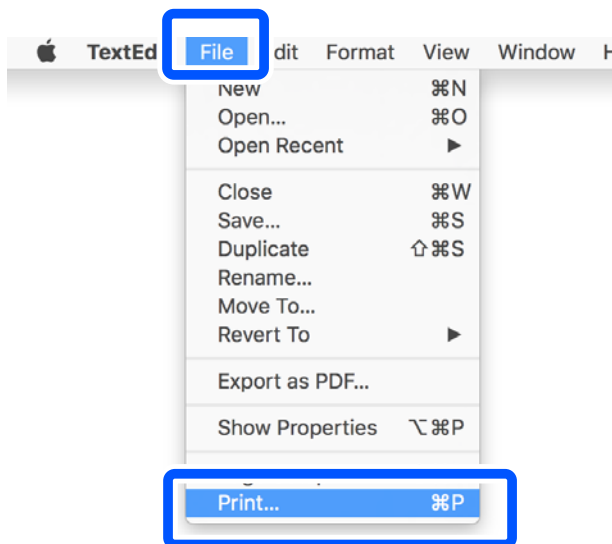 TextEd File dit Format View Window H
New ⌘N
Open... ⌘O
Open Recent ▶
Close ⌘W
Save... ⌘S
Duplicate ⇧⌘S
Rename...
Move To...
Revert To ▶
Export as PDF...
Show Properties ⌥⌘P
Print... ⌘P